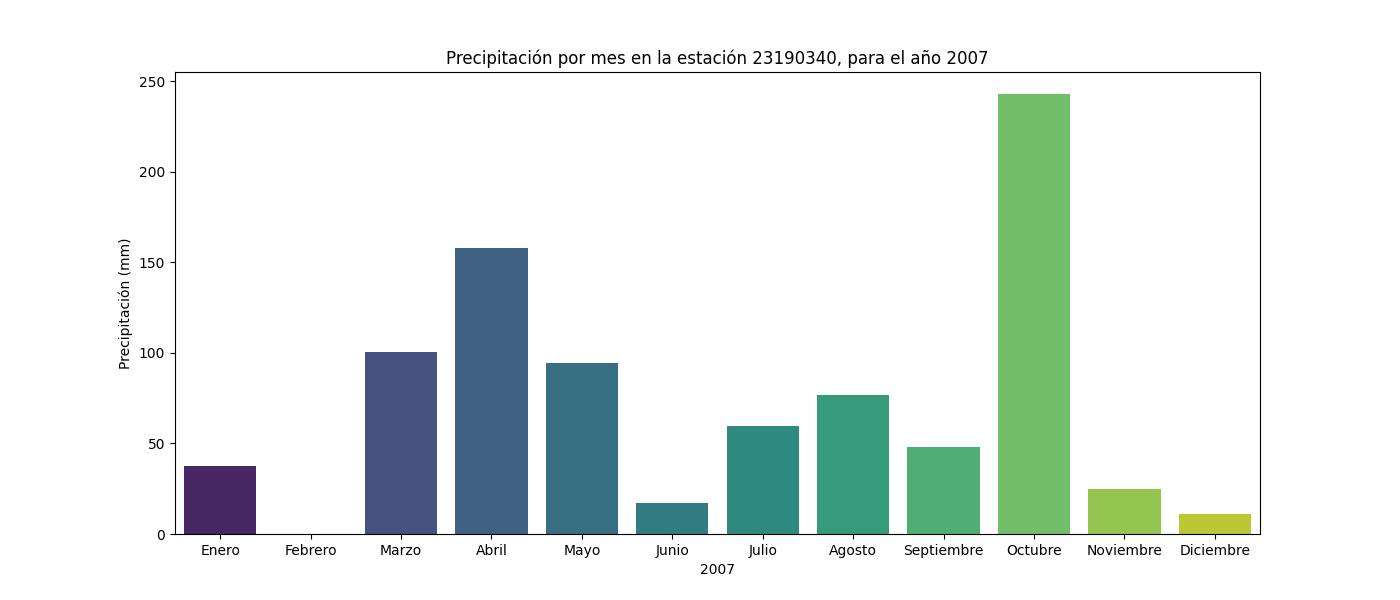 Precipitación por mes en la estación 23190340, para el año 2007
Precipitación (mm)
250
200
150
100
50
0
Enero Febrero Marzo Abril Mayo Junio Julio Agosto Septiembre Octubre Noviembre Diciembre
2007